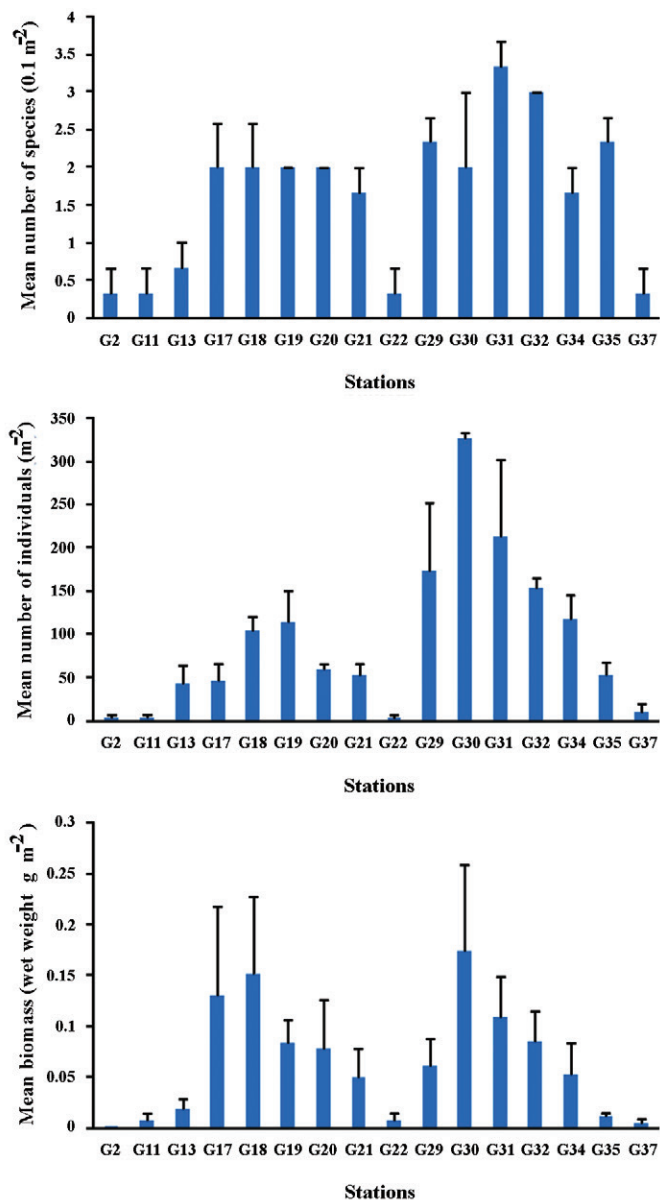 Mean number of species (0.1 m⁻²)
4
3.5
3
2.5
2
1.5
1
0.5
0
G2 G11 G13 G17 G18 G19 G20 G21 G22 G29 G30 G31 G32 G34 G35 G37
Stations
Mean number of individuals (m⁻²)
350
300
250
200
150
100
50
0
G2 G11 G13 G17 G18 G19 G20 G21 G22 G29 G30 G31 G32 G34 G35 G37
Stations
Mean biomass (wet weight g m⁻²)
0.3
0.25
0.2
0.15
0.1
0.05
0
G2 G11 G13 G17 G18 G19 G20 G21 G22 G29 G30 G31 G32 G34 G35 G37
Stations